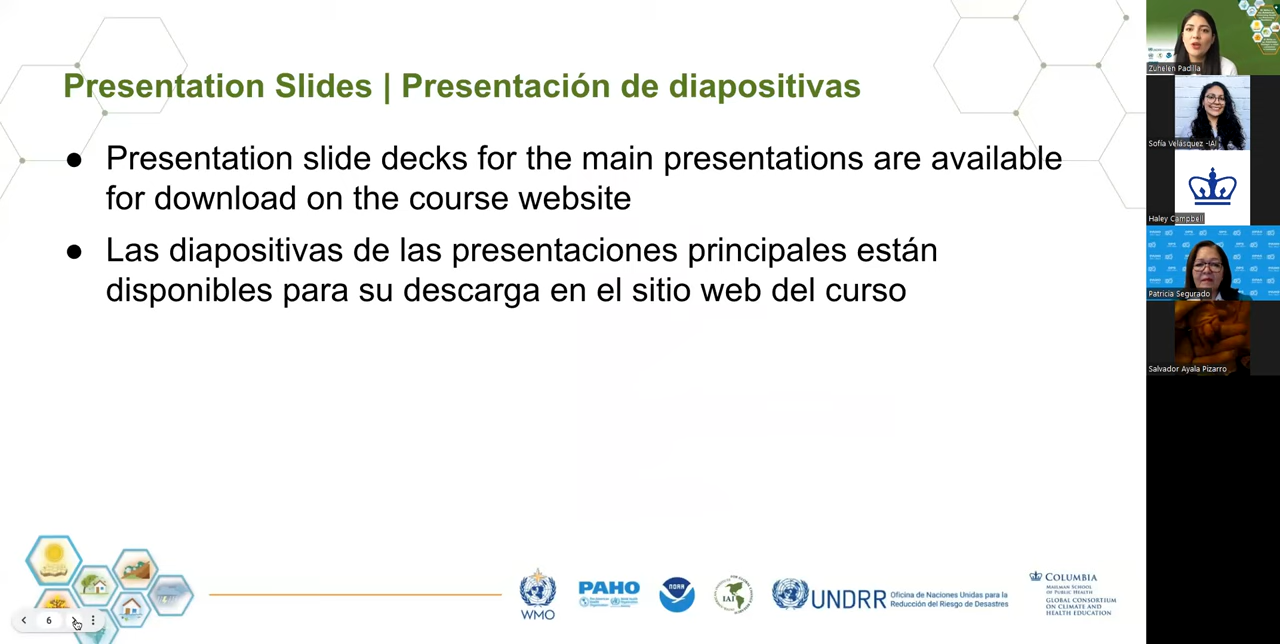 Presentation Slides | Presentación de diapositivas
● Presentation slide decks for the main presentations are available
for download on the course website
● Las diapositivas de las presentaciones principales están
disponibles para su descarga en el sitio web del curso
Zuhelen Padilla
Sofía Velásquez -IAI
Haley Campbell
Patricia Segurado
Salvador Ayala Pizarro
6
WMO
PAHO
NOAA
IAI
UNDRR
Oficina de Naciones Unidas para la
Reducción del Riesgo de Desastres
COLUMBIA
MAILMAN SCHOOL
OF PUBLIC HEALTH
GLOBAL CONSORTIUM
ON CLIMATE AND
HEALTH EDUCATION